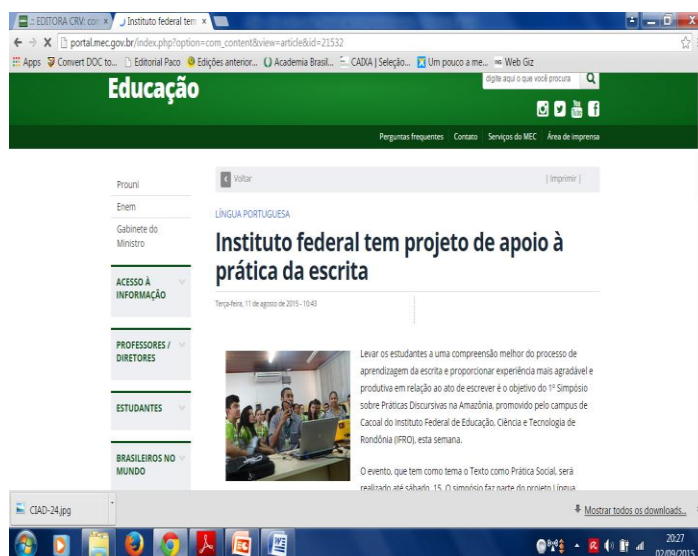 .:: EDITORA CRV: con
Instituto federal tem
portal.mec.gov.br/index.php?option=com_content&view=article&id=21532
Apps Convert DOC to... Editorial Paco Edições anterior... Academia Brasil... CAIXA | Seleção... Um pouco a me... Web Giz
Educação
digite aqui o que você procura
Perguntas frequentes Contato Serviços do MEC Área de imprensa
Voltar | Imprimir |
Prouni
Enem
Gabinete do
Ministro
ACESSO À
INFORMAÇÃO
PROFESSORES /
DIRETORES
ESTUDANTES
BRASILEIROS NO
MUNDO
LÍNGUA PORTUGUESA
Instituto federal tem projeto de apoio à
prática da escrita
Terça-feira, 11 de agosto de 2015 - 10:43
Levar os estudantes a uma compreensão melhor do processo de
aprendizagem da escrita e proporcionar experiência mais agradável e
produtiva em relação ao ato de escrever é o objetivo do 1º Simpósio
sobre Práticas Discursivas na Amazônia, promovido pelo campus de
Cacoal do Instituto Federal de Educação, Ciência e Tecnologia de
Rondônia (IFRO), esta semana.
O evento, que tem como tema o Texto como Prática Social, será
realizado até sábado, 15. O simpósio faz parte do projeto Língua
CIAD-24.jpg
Mostrar todos os downloads...
20:27
02/09/2015